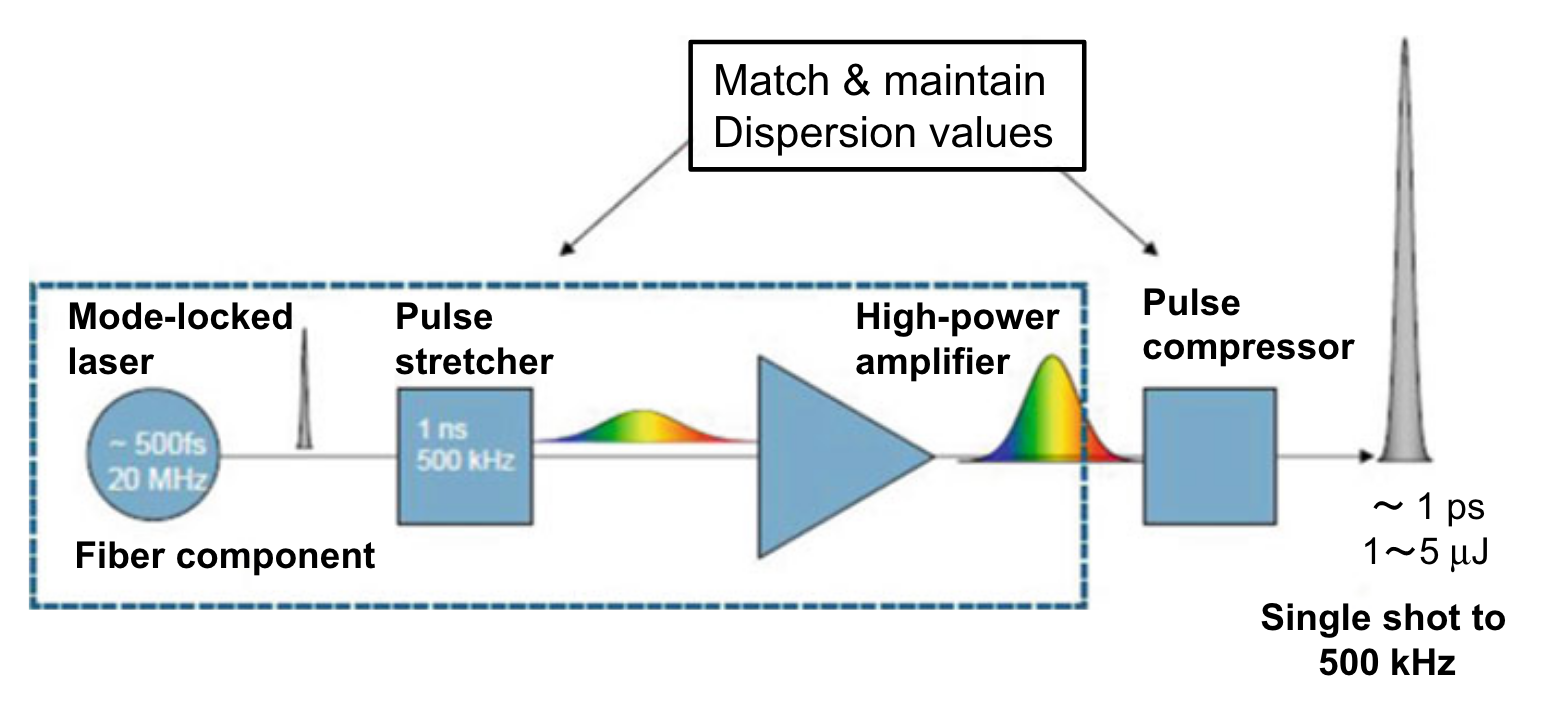 Match & maintain
Dispersion values
Mode-locked
laser
Pulse
stretcher
High-power
amplifier
Pulse
compressor
~ 500fs
20 MHz
1 ns
500 kHz
Fiber component
～ 1 ps
1～5 μJ
Single shot to
500 kHz